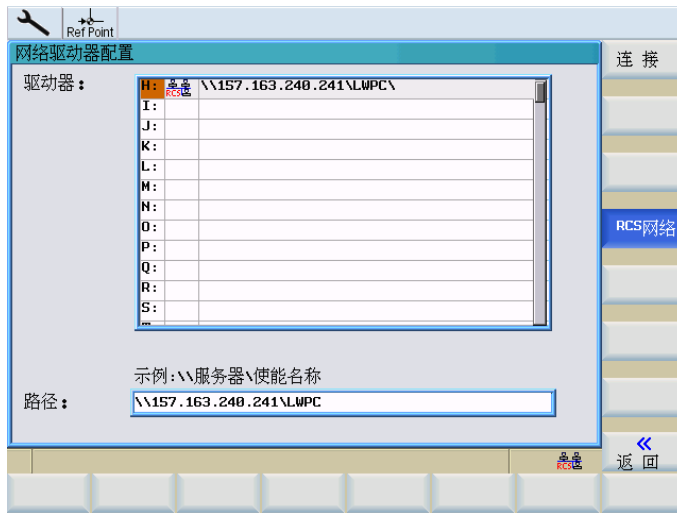 Ref Point
网络驱动器配置
连 接
驱动器:
H: RCS \\157.163.240.241\LWPC\
I:
J:
K:
L:
M:
N:
O:
RCS网络
P:
Q:
R:
S:
示例:\\服务器\使能名称
路径: \\157.163.240.241\LWPC
RCS
《
返 回